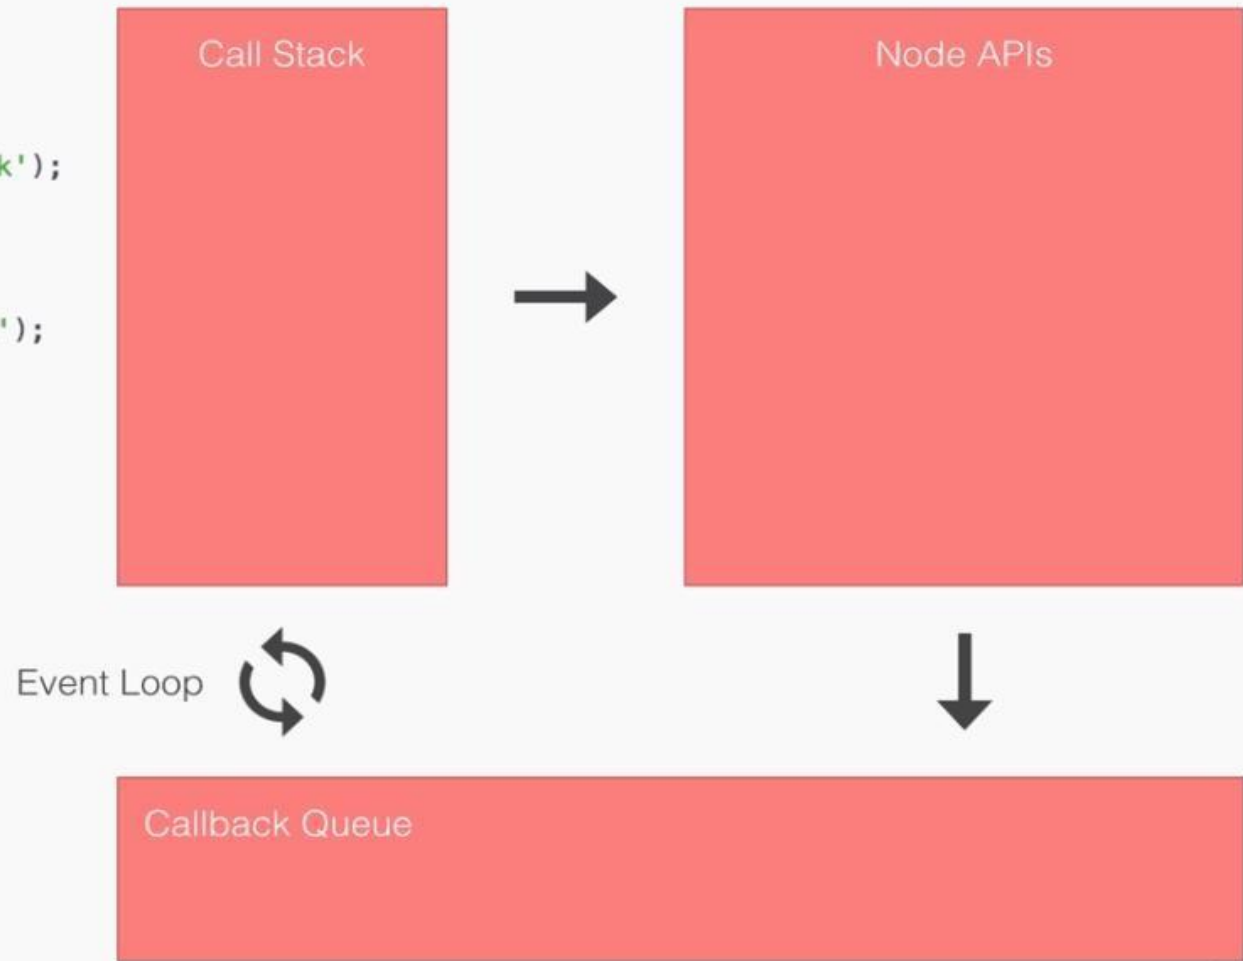 Call Stack
Node APIs
k');
');
Event Loop
Callback Queue